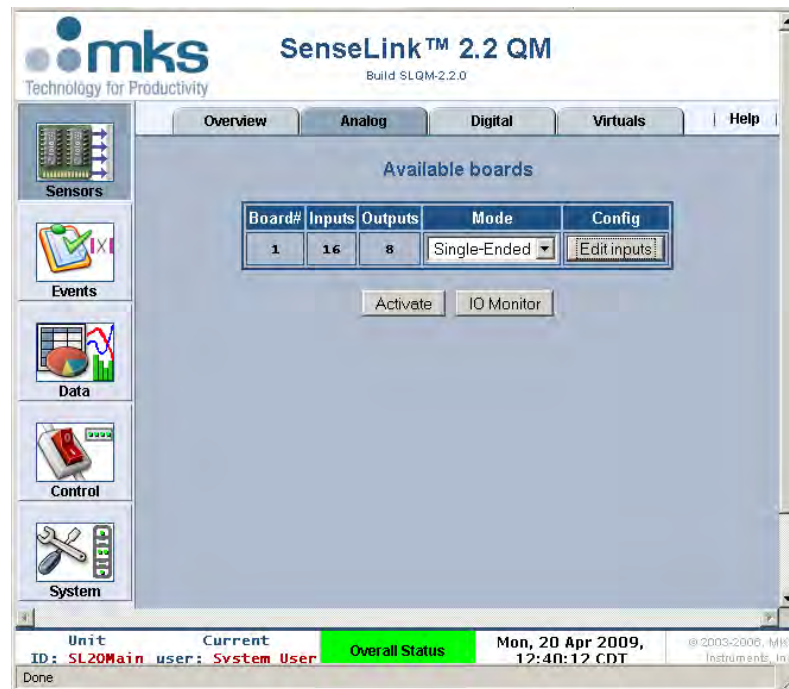 mks
Technology for Productivity
SenseLink™ 2.2 QM
Build SLQM-2.2.0
Overview Analog Digital Virtuals | Help |
Sensors
Events
Data
Control
System
Available boards
Board# Inputs Outputs Mode Config
1 16 8 Single-Ended Edit inputs
Activate IO Monitor
Unit Current Overall Status Mon, 20 Apr 2009, © 2003-2006, MK
ID: SL20Main user: System User 12:40:12 CDT Instruments, In
Done